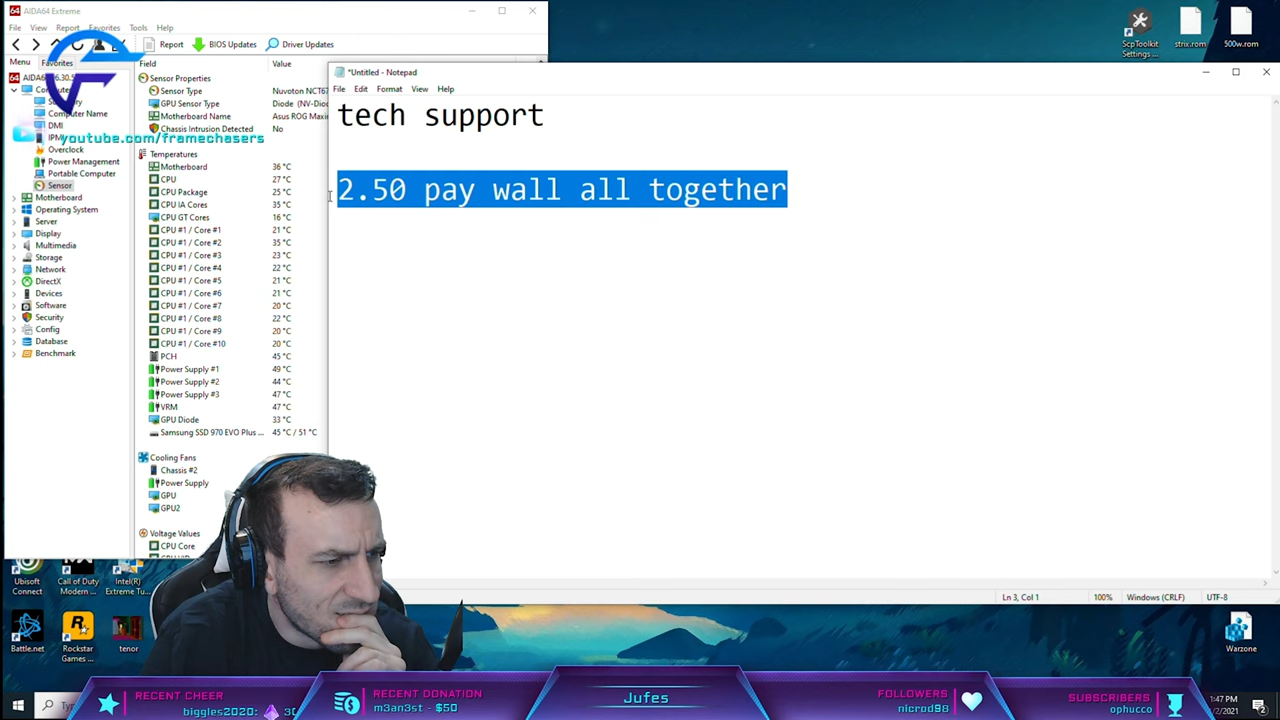 AIDA64 Extreme
File View Report Favorites Tools Help
Report BIOS Updates Driver Updates
Menu Favorites
Field Value
Computer Name
DMI
Overclock
Power Management
Portable Computer
Sensor
Motherboard
Operating System
Server
Display
Multimedia
Storage
Network
DirectX
Devices
Software
Security
Config
Database
Benchmark
youtube.com/framechasers
Sensor Properties
Sensor Type Nuvoton NCT67
GPU Sensor Type Diode (NV-Diod
Motherboard Name Asus ROG Maxim
Chassis Intrusion Detected No
Temperatures
Motherboard 36 °C
CPU 27 °C
CPU Package 25 °C
CPU IA Cores 35 °C
CPU GT Cores 16 °C
CPU #1 / Core #1 21 °C
CPU #1 / Core #2 35 °C
CPU #1 / Core #3 23 °C
CPU #1 / Core #4 22 °C
CPU #1 / Core #5 21 °C
CPU #1 / Core #6 21 °C
CPU #1 / Core #7 20 °C
CPU #1 / Core #8 22 °C
CPU #1 / Core #9 20 °C
CPU #1 / Core #10 20 °C
PCH 45 °C
Power Supply #1 49 °C
Power Supply #2 44 °C
Power Supply #3 47 °C
VRM 47 °C
GPU Diode 33 °C
Samsung SSD 970 EVO Plus ... 45 °C / 51 °C
Cooling Fans
Chassis #2
Power Supply
GPU
GPU2
Voltage Values
CPU Core
*Untitled - Notepad
File Edit Format View Help
tech support
2.50 pay wall all together
Ln 3, Col 1 100% Windows (CRLF) UTF-8
ScpToolkit
Settings ...
strix.rom
500w.rom
Ubisoft
Connect
Call of Duty
Modern ...
Intel(R)
Extreme Tu...
Battle.net
Rockstar
Games ...
tenor
Warzone
RECENT CHEER
biggles2020:
RECENT DONATION
m3an3st - $50
Jufes
FOLLOWERS
nicrod98
SUBSCRIBERS
ophucco
1:47 PM